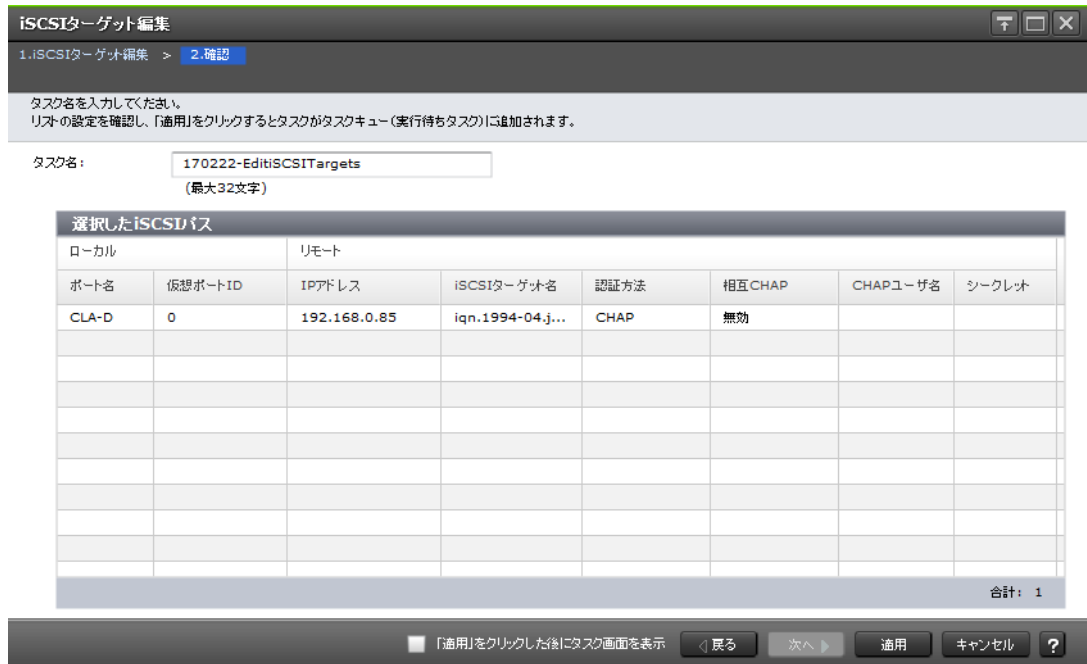 iSCSIターゲット編集
1.iSCSIターゲット編集 > 2.確認
タスク名を入力してください。
リストの設定を確認し、「適用」をクリックするとタスクがタスクキュー(実行待ちタスク)に追加されます。
タスク名: 170222-EditiSCSITargets
(最大32文字)
選択したiSCSIパス
ローカル リモート
ポート名 仮想ポートID IPアドレス iSCSIターゲット名 認証方法 相互CHAP CHAPユーザ名 シークレット
CLA-D 0 192.168.0.85 iqn.1994-04.j... CHAP 無効
合計: 1
「適用」をクリックした後にタスク画面を表示 戻る 次へ 適用 キャンセル ?